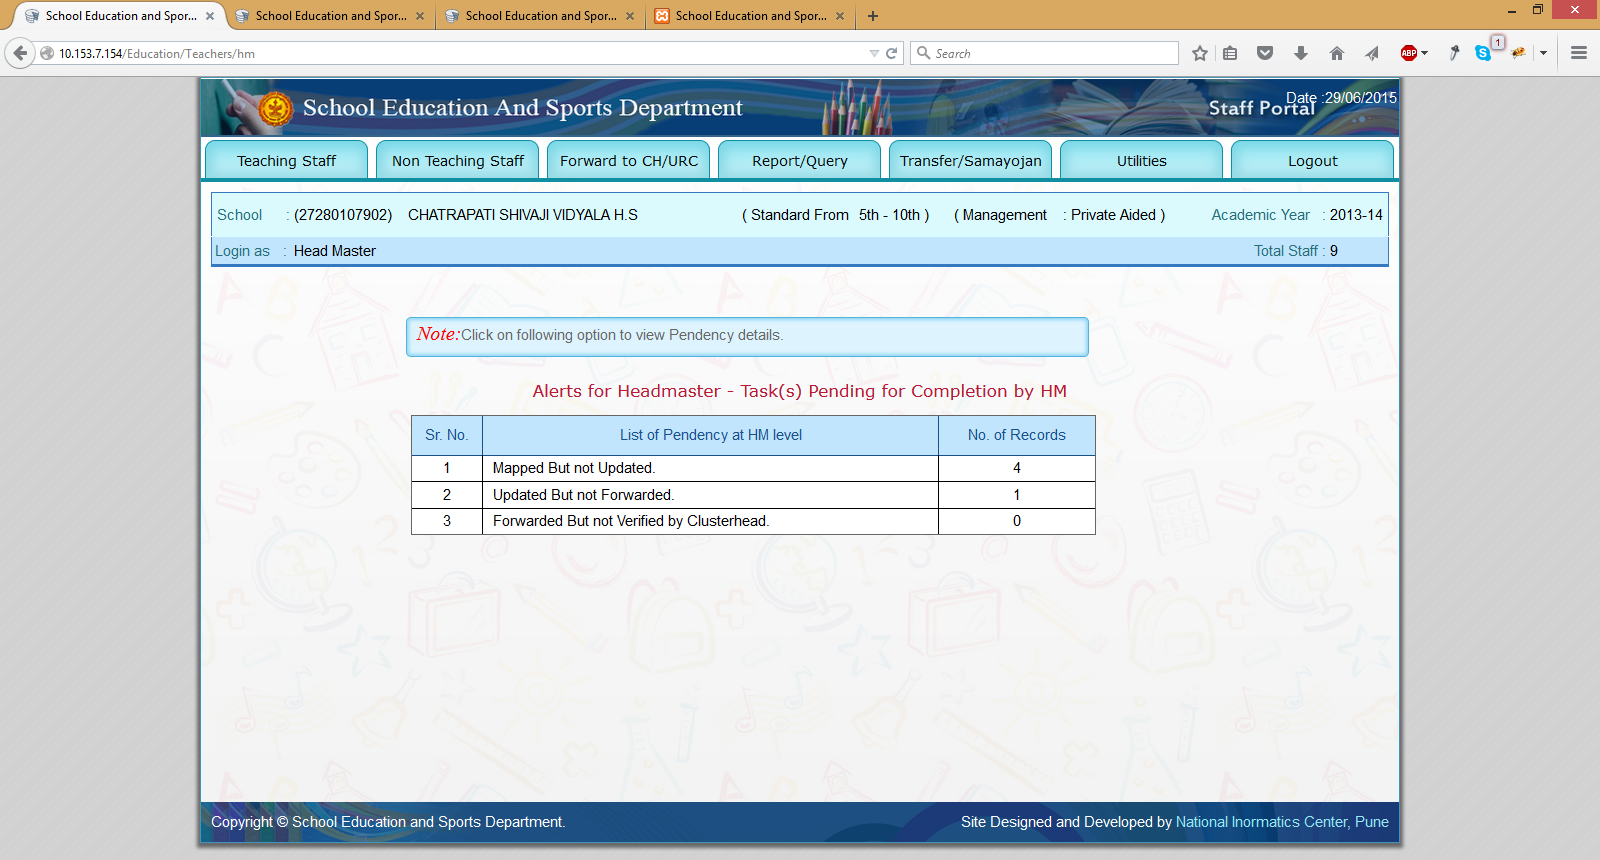 School Education and Spor... School Education and Spor... School Education and Spor... School Education and Spor...
10.153.7.154/Education/Teachers/hm Search ABP S 1
School Education And Sports Department
Date :29/06/2015
Staff Portal
Teaching Staff Non Teaching Staff Forward to CH/URC Report/Query Transfer/Samayojan Utilities Logout
School : (27280107902) CHATRAPATI SHIVAJI VIDYALA H.S ( Standard From 5th - 10th ) ( Management : Private Aided ) Academic Year : 2013-14
Login as : Head Master Total Staff : 9
Note:Click on following option to view Pendency details.
Alerts for Headmaster - Task(s) Pending for Completion by HM
Sr. No. List of Pendency at HM level No. of Records
1 Mapped But not Updated. 4
2 Updated But not Forwarded. 1
3 Forwarded But not Verified by Clusterhead. 0
Copyright © School Education and Sports Department. Site Designed and Developed by National Inormatics Center, Pune